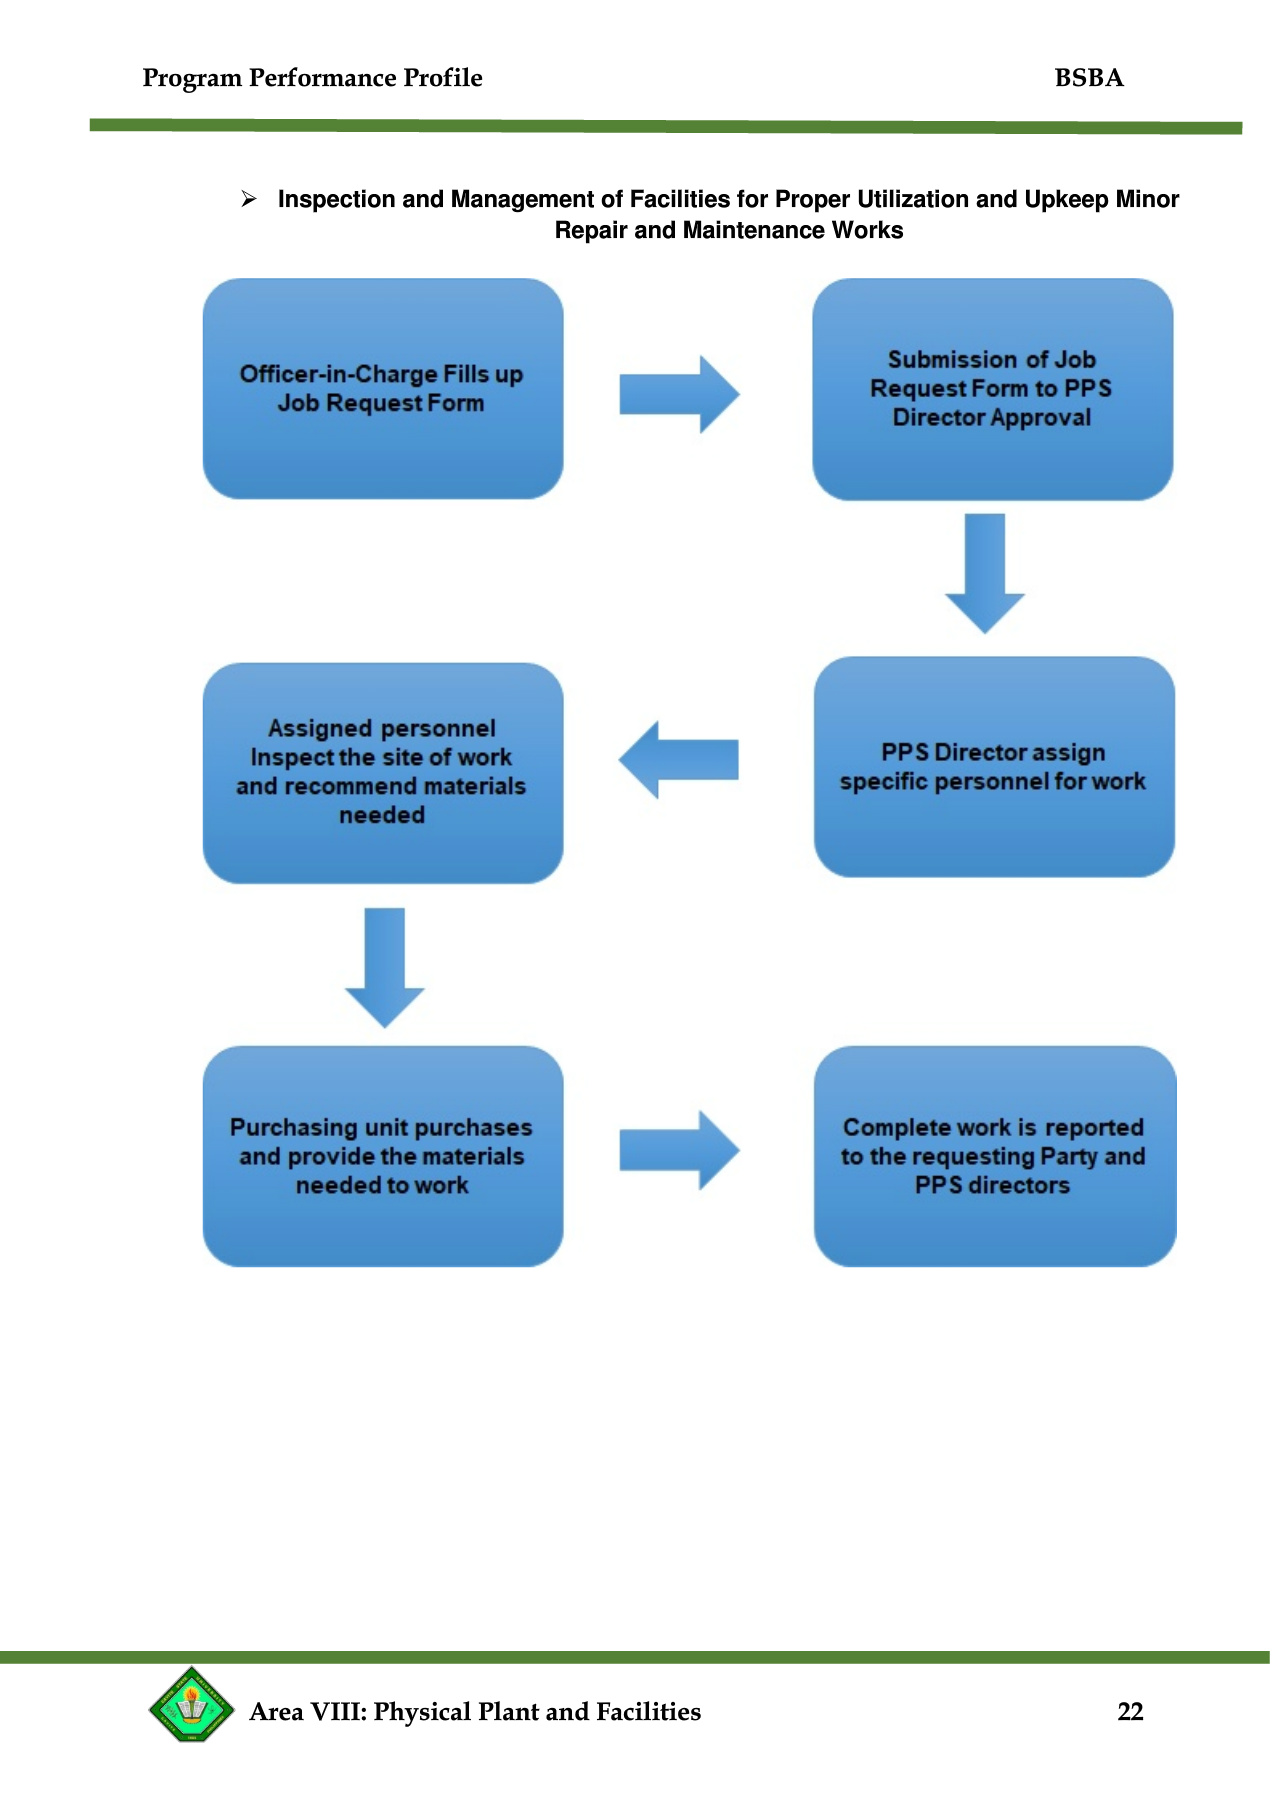 Program Performance Profile BSBA
➢ Inspection and Management of Facilities for Proper Utilization and Upkeep Minor
Repair and Maintenance Works
Officer-in-Charge Fills up
Job Request Form
Submission of Job
Request Form to PPS
Director Approval
PPS Director assign
specific personnel for work
Assigned personnel
Inspect the site of work
and recommend materials
needed
Purchasing unit purchases
and provide the materials
needed to work
Complete work is reported
to the requesting Party and
PPS directors
Area VIII: Physical Plant and Facilities 22